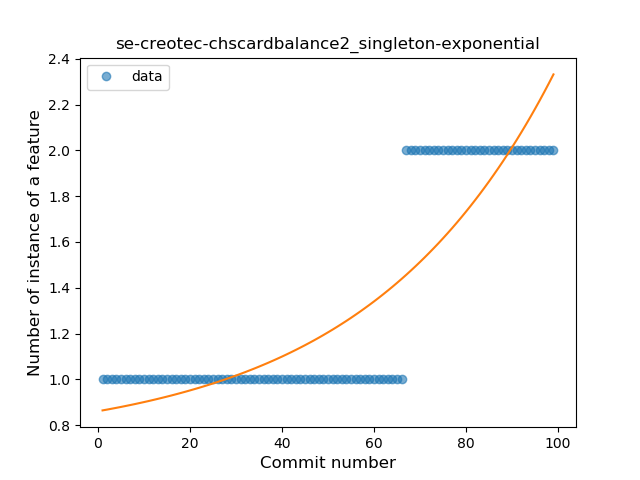 se-creotec-chscardbalance2_singleton-exponential
data
Number of instance of a feature
2.4
2.2
2.0
1.8
1.6
1.4
1.2
1.0
0.8
0 20 40 60 80 100
Commit number